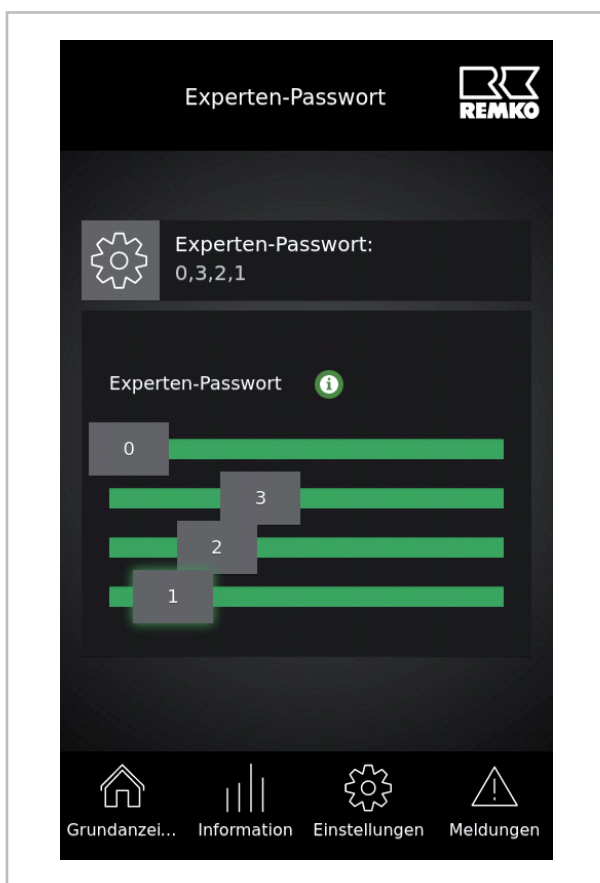 Experten-Passwort
REMKO
Experten-Passwort:
0,3,2,1
Experten-Passwort
0
3
2
1
Grundanzei... Information Einstellungen Meldungen